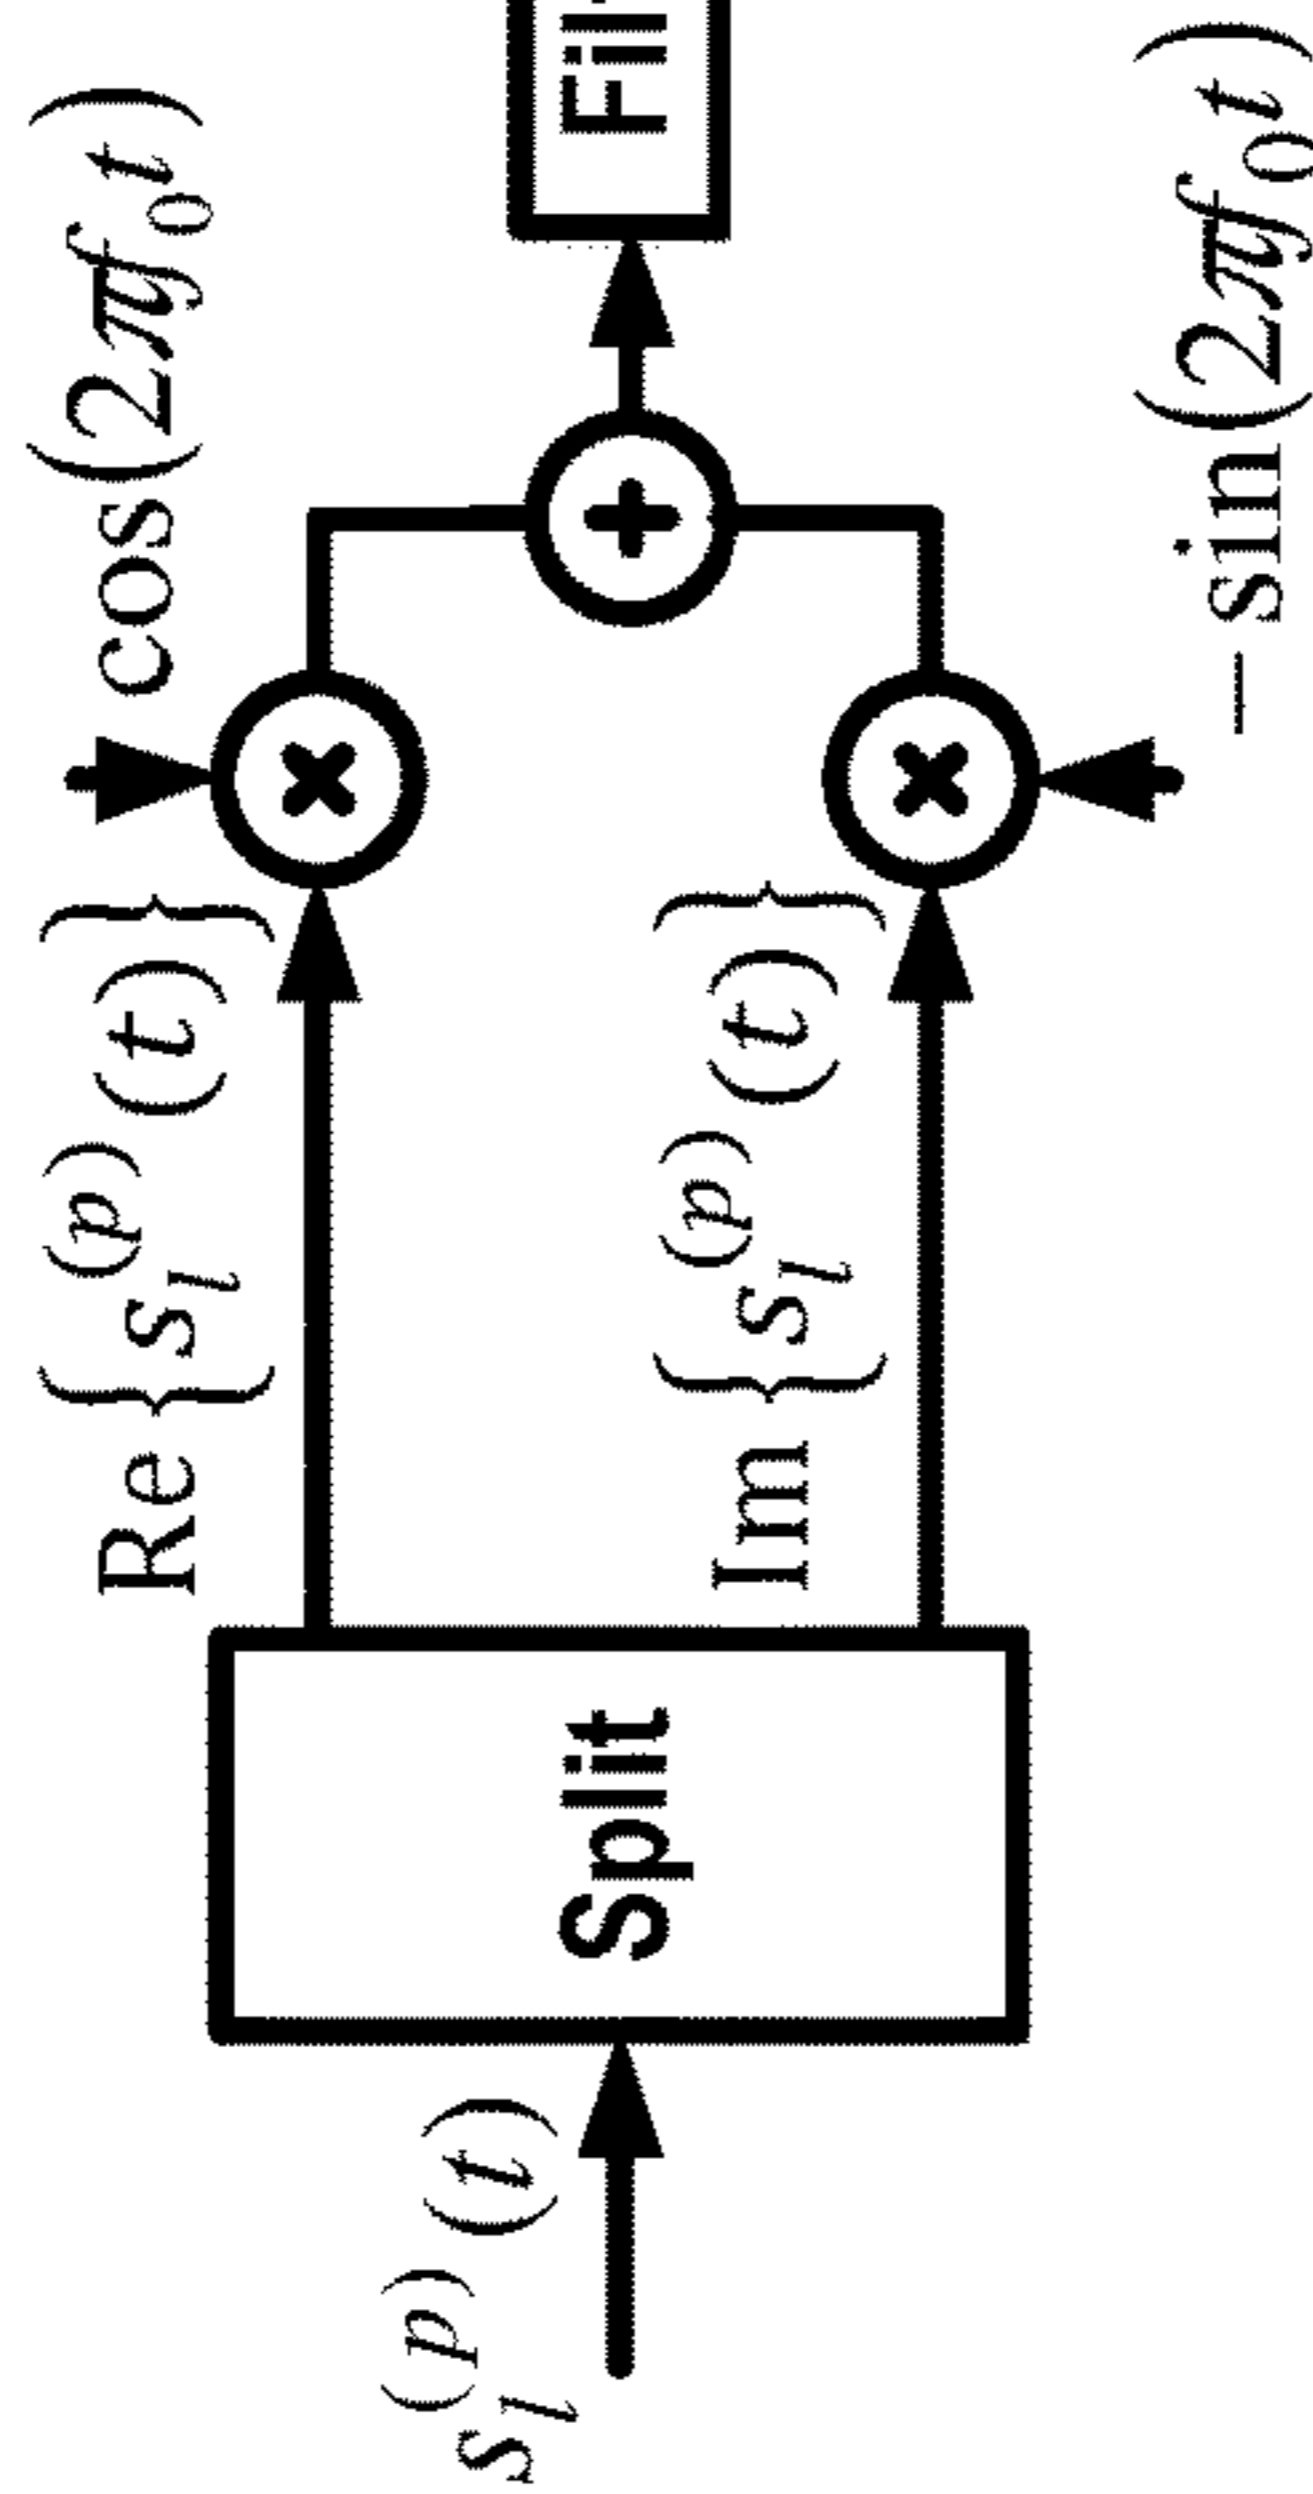 s_l^(p)(t)
Split
Re {s_l^(p)(t)}
Im {s_l^(p)(t)}
cos(2πf_0t)
−sin(2πf_0t)